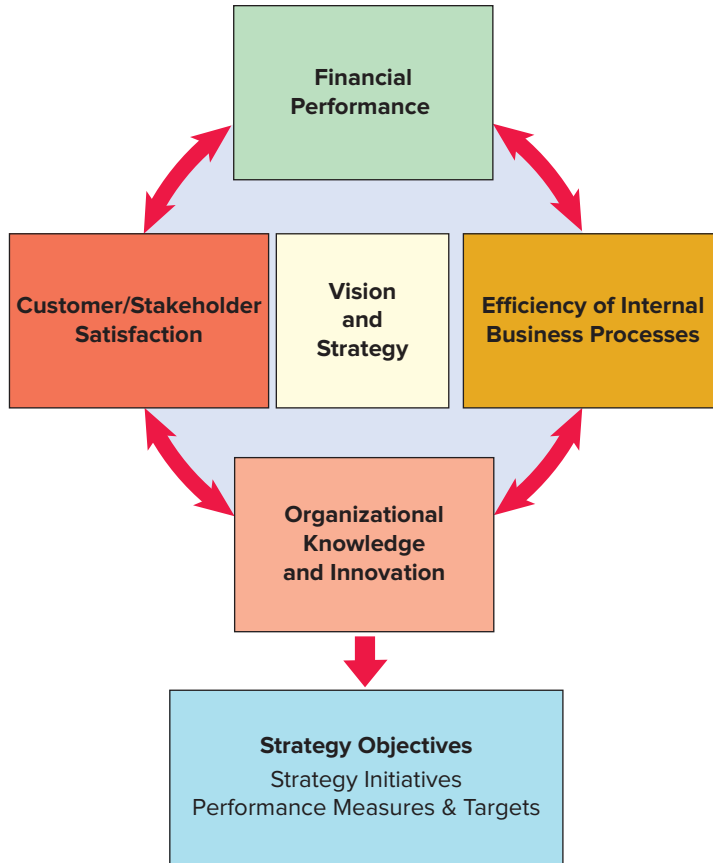 Financial
Performance
Customer/Stakeholder
Satisfaction
Vision
and
Strategy
Efficiency of Internal
Business Processes
Organizational
Knowledge
and Innovation
Strategy Objectives
Strategy Initiatives
Performance Measures & Targets